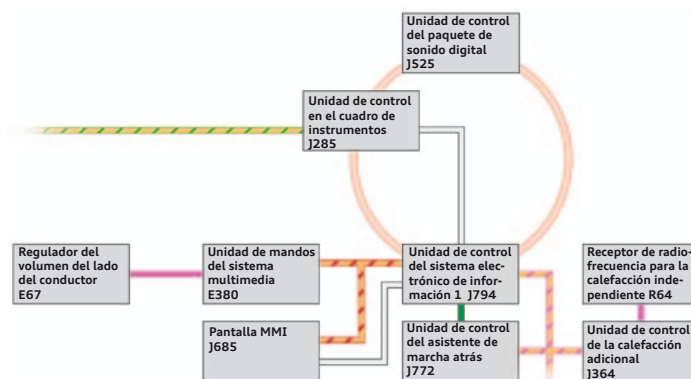 Unidad de control
del paquete de
sonido digital
J525
Unidad de control
en el cuadro de
instrumentos
J285
Regulador del
volumen del lado
del conductor
E67
Unidad de mandos
del sistema
multimedia
E380
Unidad de control
del sistema elec-
trónico de infor-
mación 1 J794
Receptor de radio-
frecuencia para la
calefacción inde-
pendiente R64
Pantalla MMI
J685
Unidad de control
del asistente de
marcha atrás
J772
Unidad de control
de la calefacción
adicional
J364